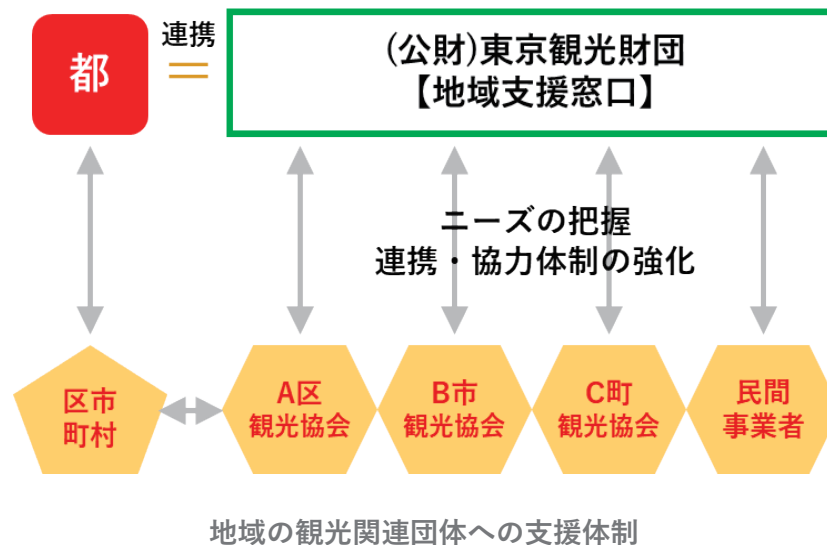 都
連携
(公財)東京観光財団
【地域支援窓口】
ニーズの把握
連携・協力体制の強化
区市
町村
A区
観光協会
B市
観光協会
C町
観光協会
民間
事業者
地域の観光関連団体への支援体制